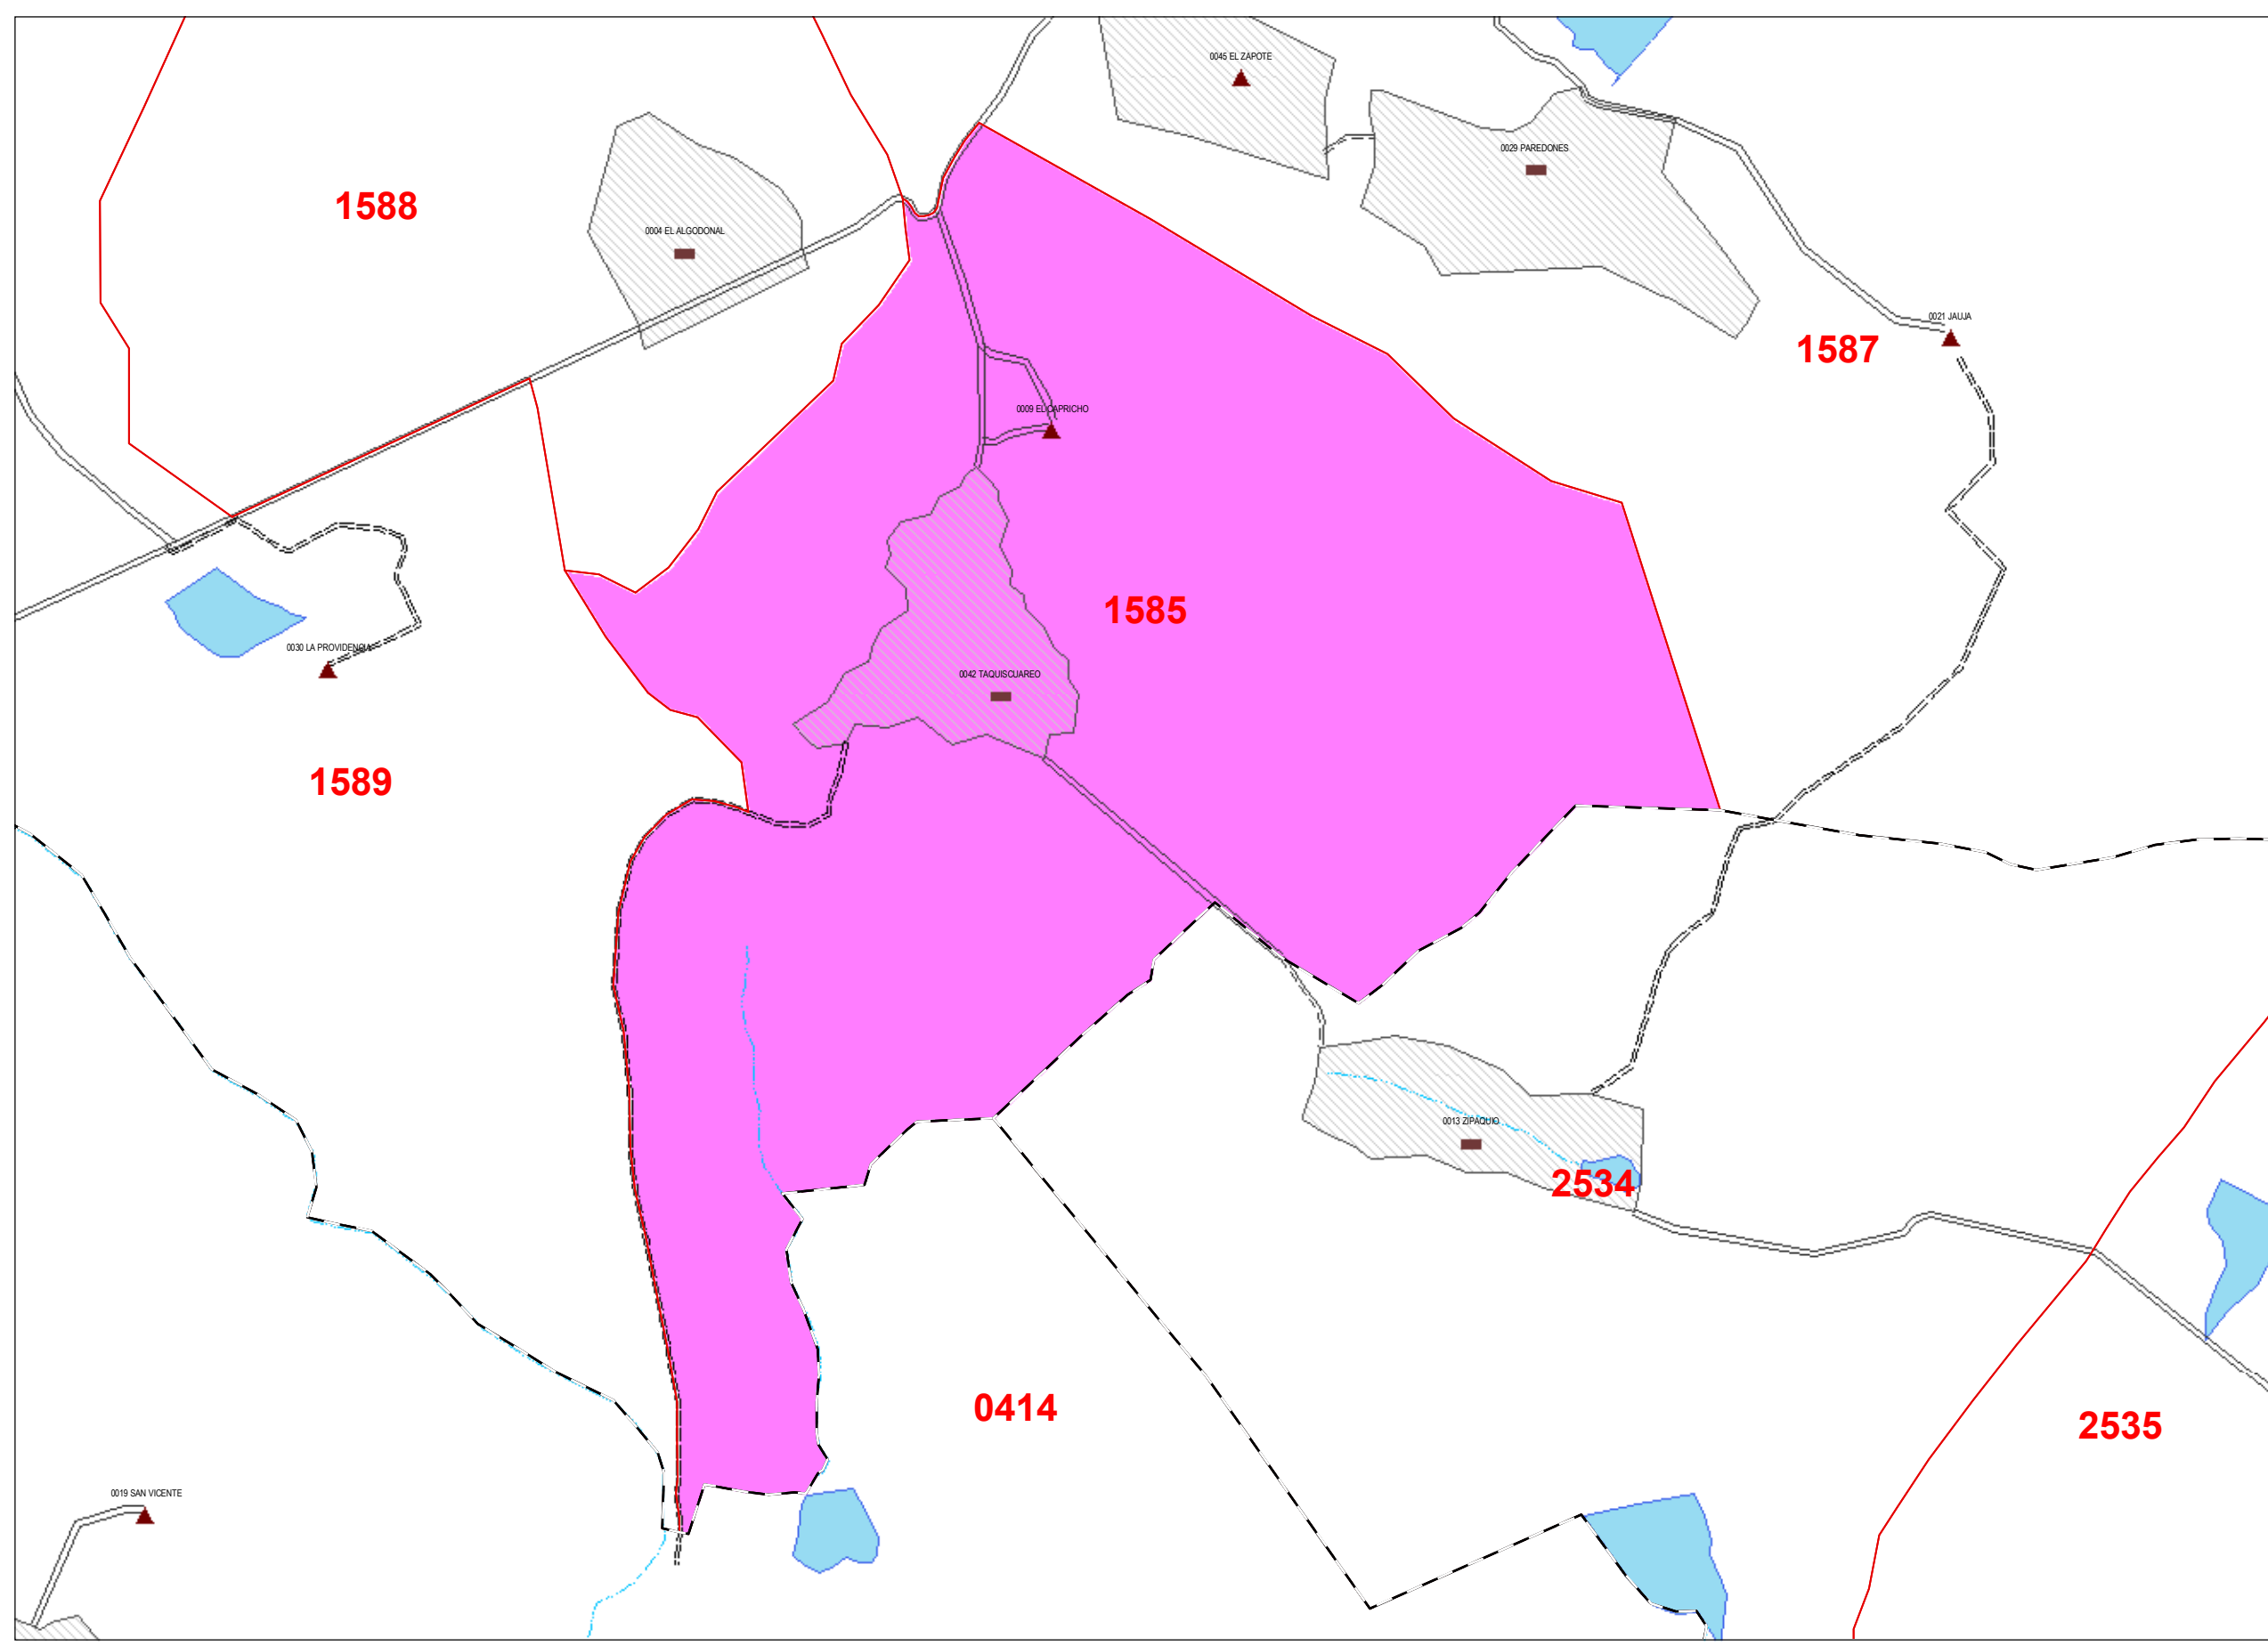 0045 EL ZAPOTE
0029 PAREDONES
1588
0004 EL ALGODONAL
0021 JAUJA
1587
0009 EL CAPRICHO
1585
0030 LA PROVIDENCIA
0042 TAQUISCUAREO
1589
0013 ZIPAQUIO
2534
0414
2535
0019 SAN VICENTE